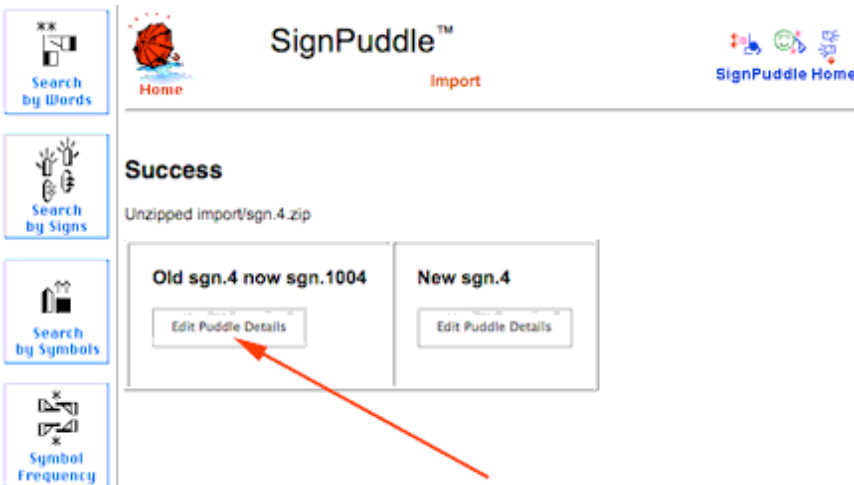 Search
by Words
Home
SignPuddle™
Import
SignPuddle Home
Search
by Signs
Success
Unzipped import/sgn.4.zip
Old sgn.4 now sgn.1004
New sgn.4
Edit Puddle Details
Edit Puddle Details
Search
by Symbols
Symbol
Frequency